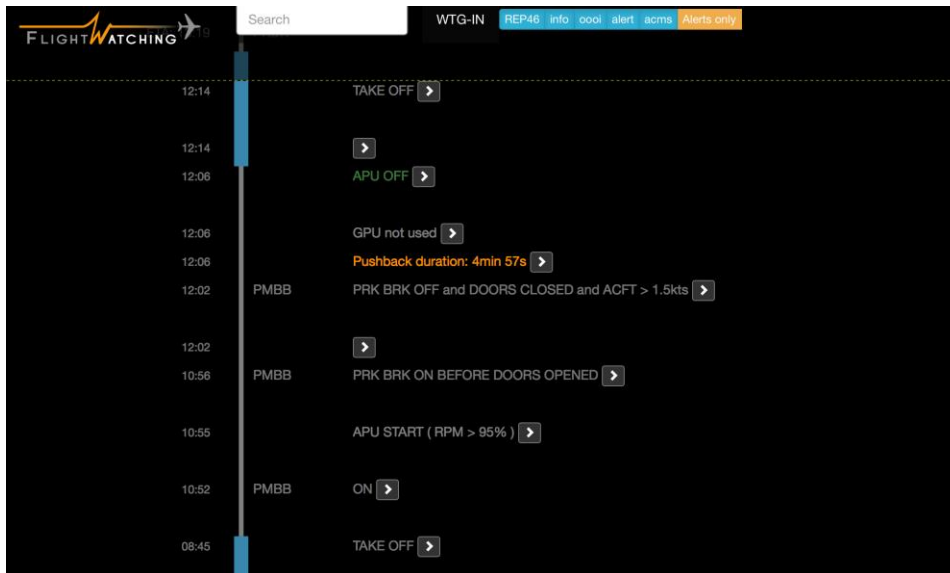 FLIGHTWATCHING
Search
WTG-IN
REP46 info oooi alert acms Alerts only
12:14 TAKE OFF
12:14
12:06 APU OFF
12:06 GPU not used
12:06 Pushback duration: 4min 57s
12:02 PMBB PRK BRK OFF and DOORS CLOSED and ACFT > 1.5kts
12:02
10:56 PMBB PRK BRK ON BEFORE DOORS OPENED
10:55 APU START ( RPM > 95% )
10:52 PMBB ON
08:45 TAKE OFF